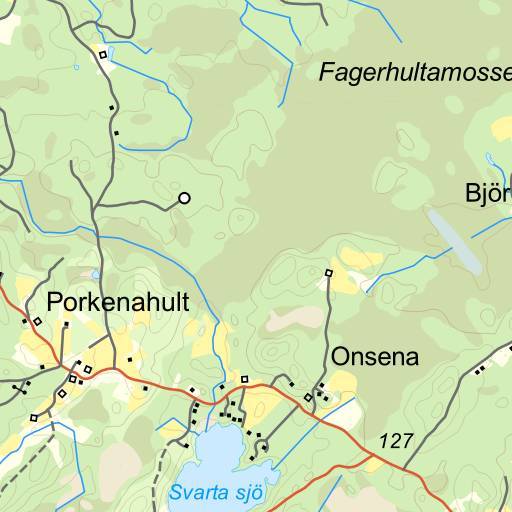 Fagerhultamosse
Björ
Porkenahult
Onsena
127
Svarta sjö